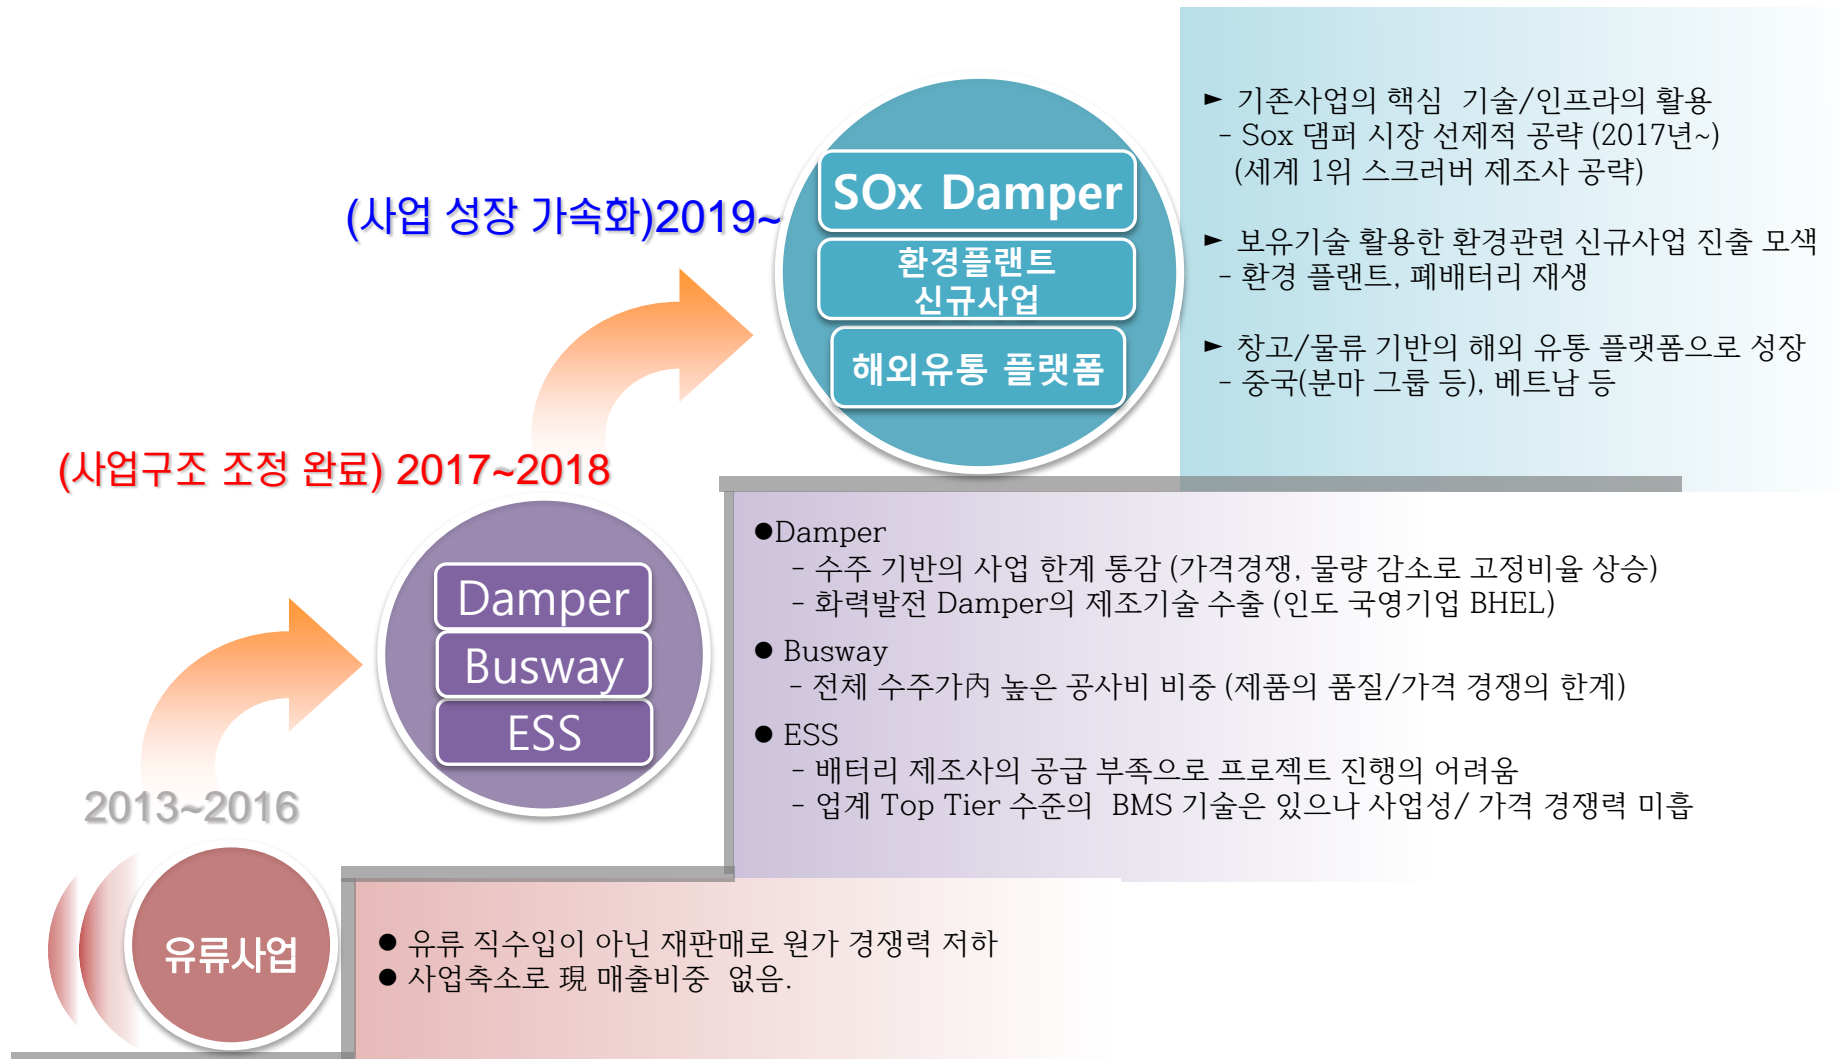 (사업 성장 가속화)2019~
SOx Damper
환경플랜트
신규사업
해외유통 플랫폼
► 기존사업의 핵심 기술/인프라의 활용
- Sox 댐퍼 시장 선제적 공략 (2017년~)
(세계 1위 스크러버 제조사 공략)
► 보유기술 활용한 환경관련 신규사업 진출 모색
- 환경 플랜트, 폐배터리 재생
► 창고/물류 기반의 해외 유통 플랫폼으로 성장
- 중국(분마 그룹 등), 베트남 등
(사업구조 조정 완료) 2017~2018
Damper
Busway
ESS
●Damper
- 수주 기반의 사업 한계 통감 (가격경쟁, 물량 감소로 고정비율 상승)
- 화력발전 Damper의 제조기술 수출 (인도 국영기업 BHEL)
● Busway
- 전체 수주가內 높은 공사비 비중 (제품의 품질/가격 경쟁의 한계)
● ESS
- 배터리 제조사의 공급 부족으로 프로젝트 진행의 어려움
- 업계 Top Tier 수준의 BMS 기술은 있으나 사업성/ 가격 경쟁력 미흡
2013~2016
유류사업
● 유류 직수입이 아닌 재판매로 원가 경쟁력 저하
● 사업축소로 現 매출비중 없음.